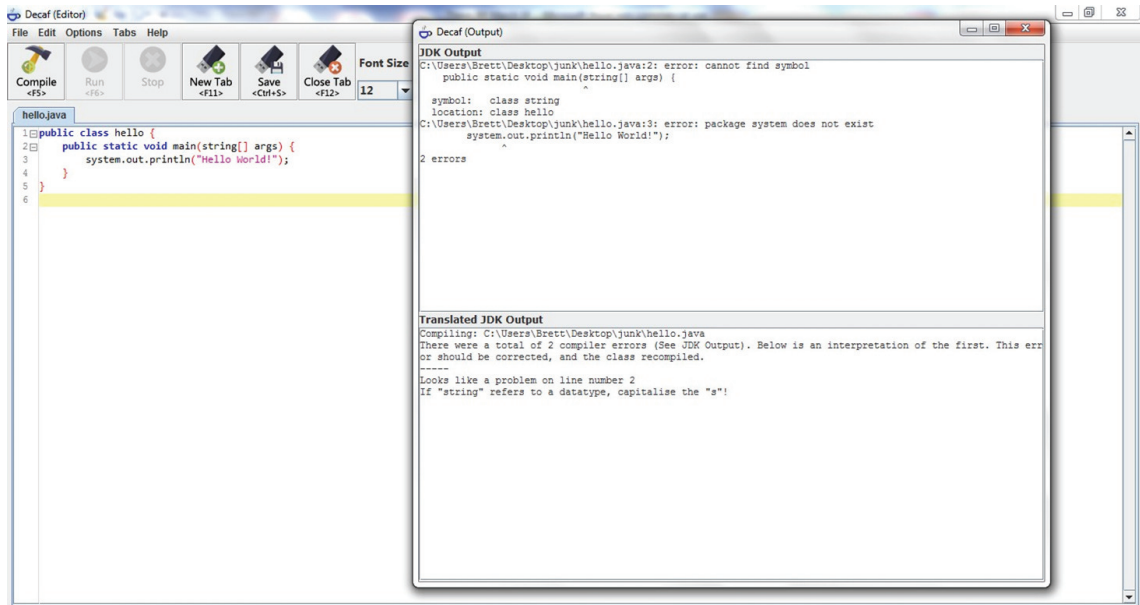 Decaf (Editor)
File Edit Options Tabs Help
Compile
<F5>
Run
<F6>
Stop
New Tab
<F11>
Save
<Ctrl+S>
Close Tab
<F12>
Font Size
12
hello.java
1 public class hello {
2 public static void main(string[] args) {
3 system.out.println("Hello World!");
4 }
5 }
6
Decaf (Output)
JDK Output
C:\Users\Brett\Desktop\junk\hello.java:2: error: cannot find symbol
public static void main(string[] args) {
^
symbol: class string
location: class hello
C:\Users\Brett\Desktop\junk\hello.java:3: error: package system does not exist
system.out.println("Hello World!");
^
2 errors
Translated JDK Output
Compiling: C:\Users\Brett\Desktop\junk\hello.java
There were a total of 2 compiler errors (See JDK Output). Below is an interpretation of the first. This err
or should be corrected, and the class recompiled.
-----
Looks like a problem on line number 2
If "string" refers to a datatype, capitalise the "s"!